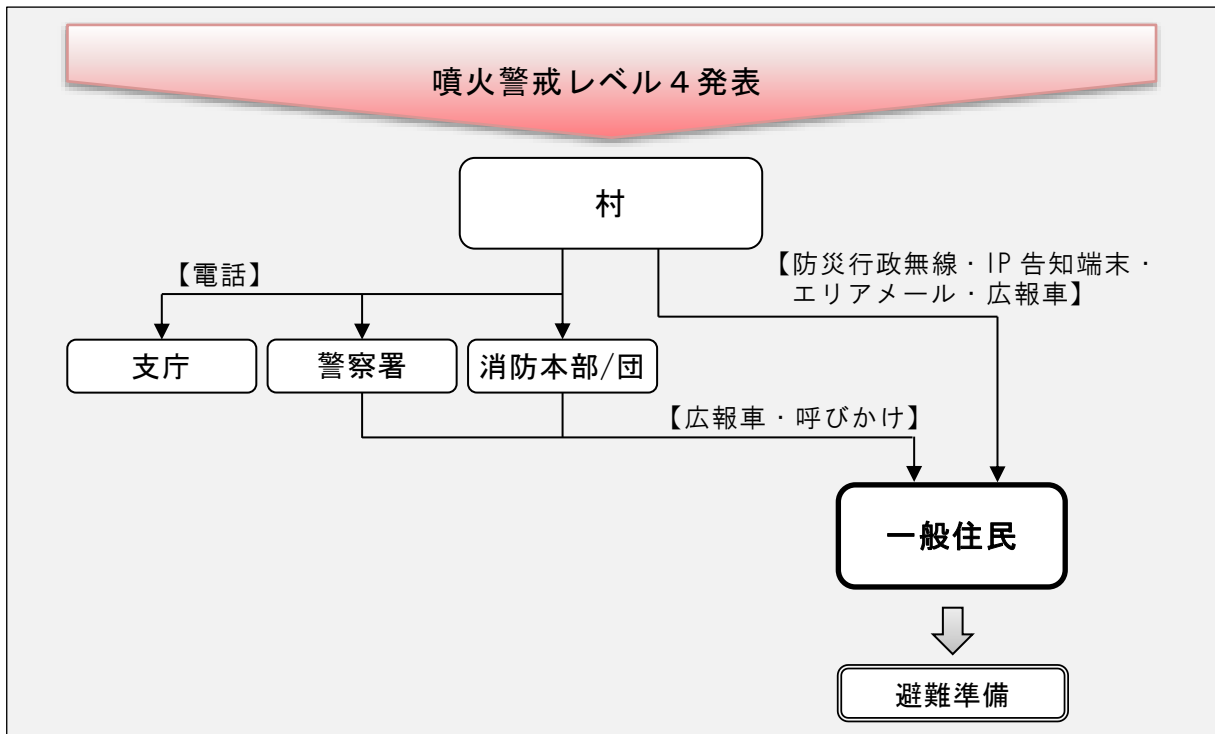 噴火警戒レベル４発表
村
【電話】
【防災行政無線・IP 告知端末・
エリアメール・広報車】
支庁
警察署
消防本部/団
【広報車・呼びかけ】
一般住民
避難準備